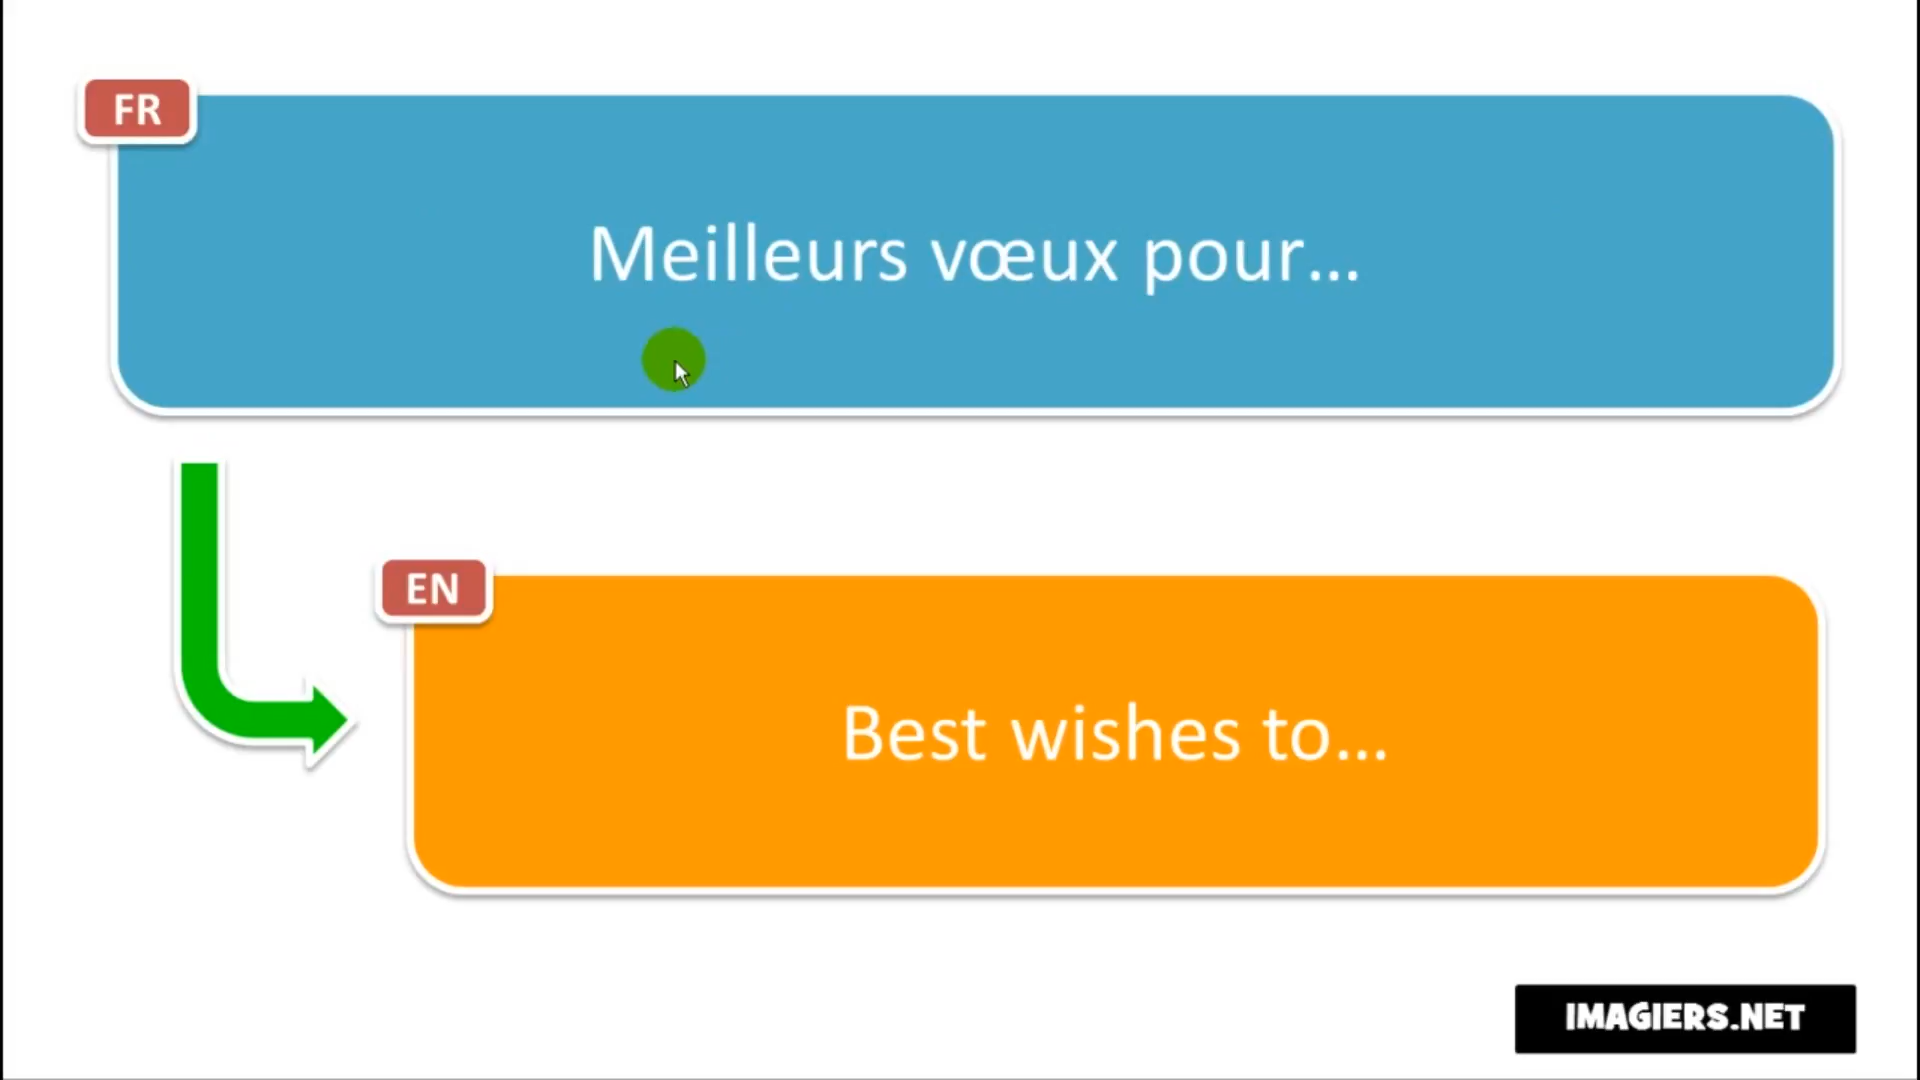 FR
Meilleurs vœux pour...
EN
Best wishes to...
IMAGIERS.NET